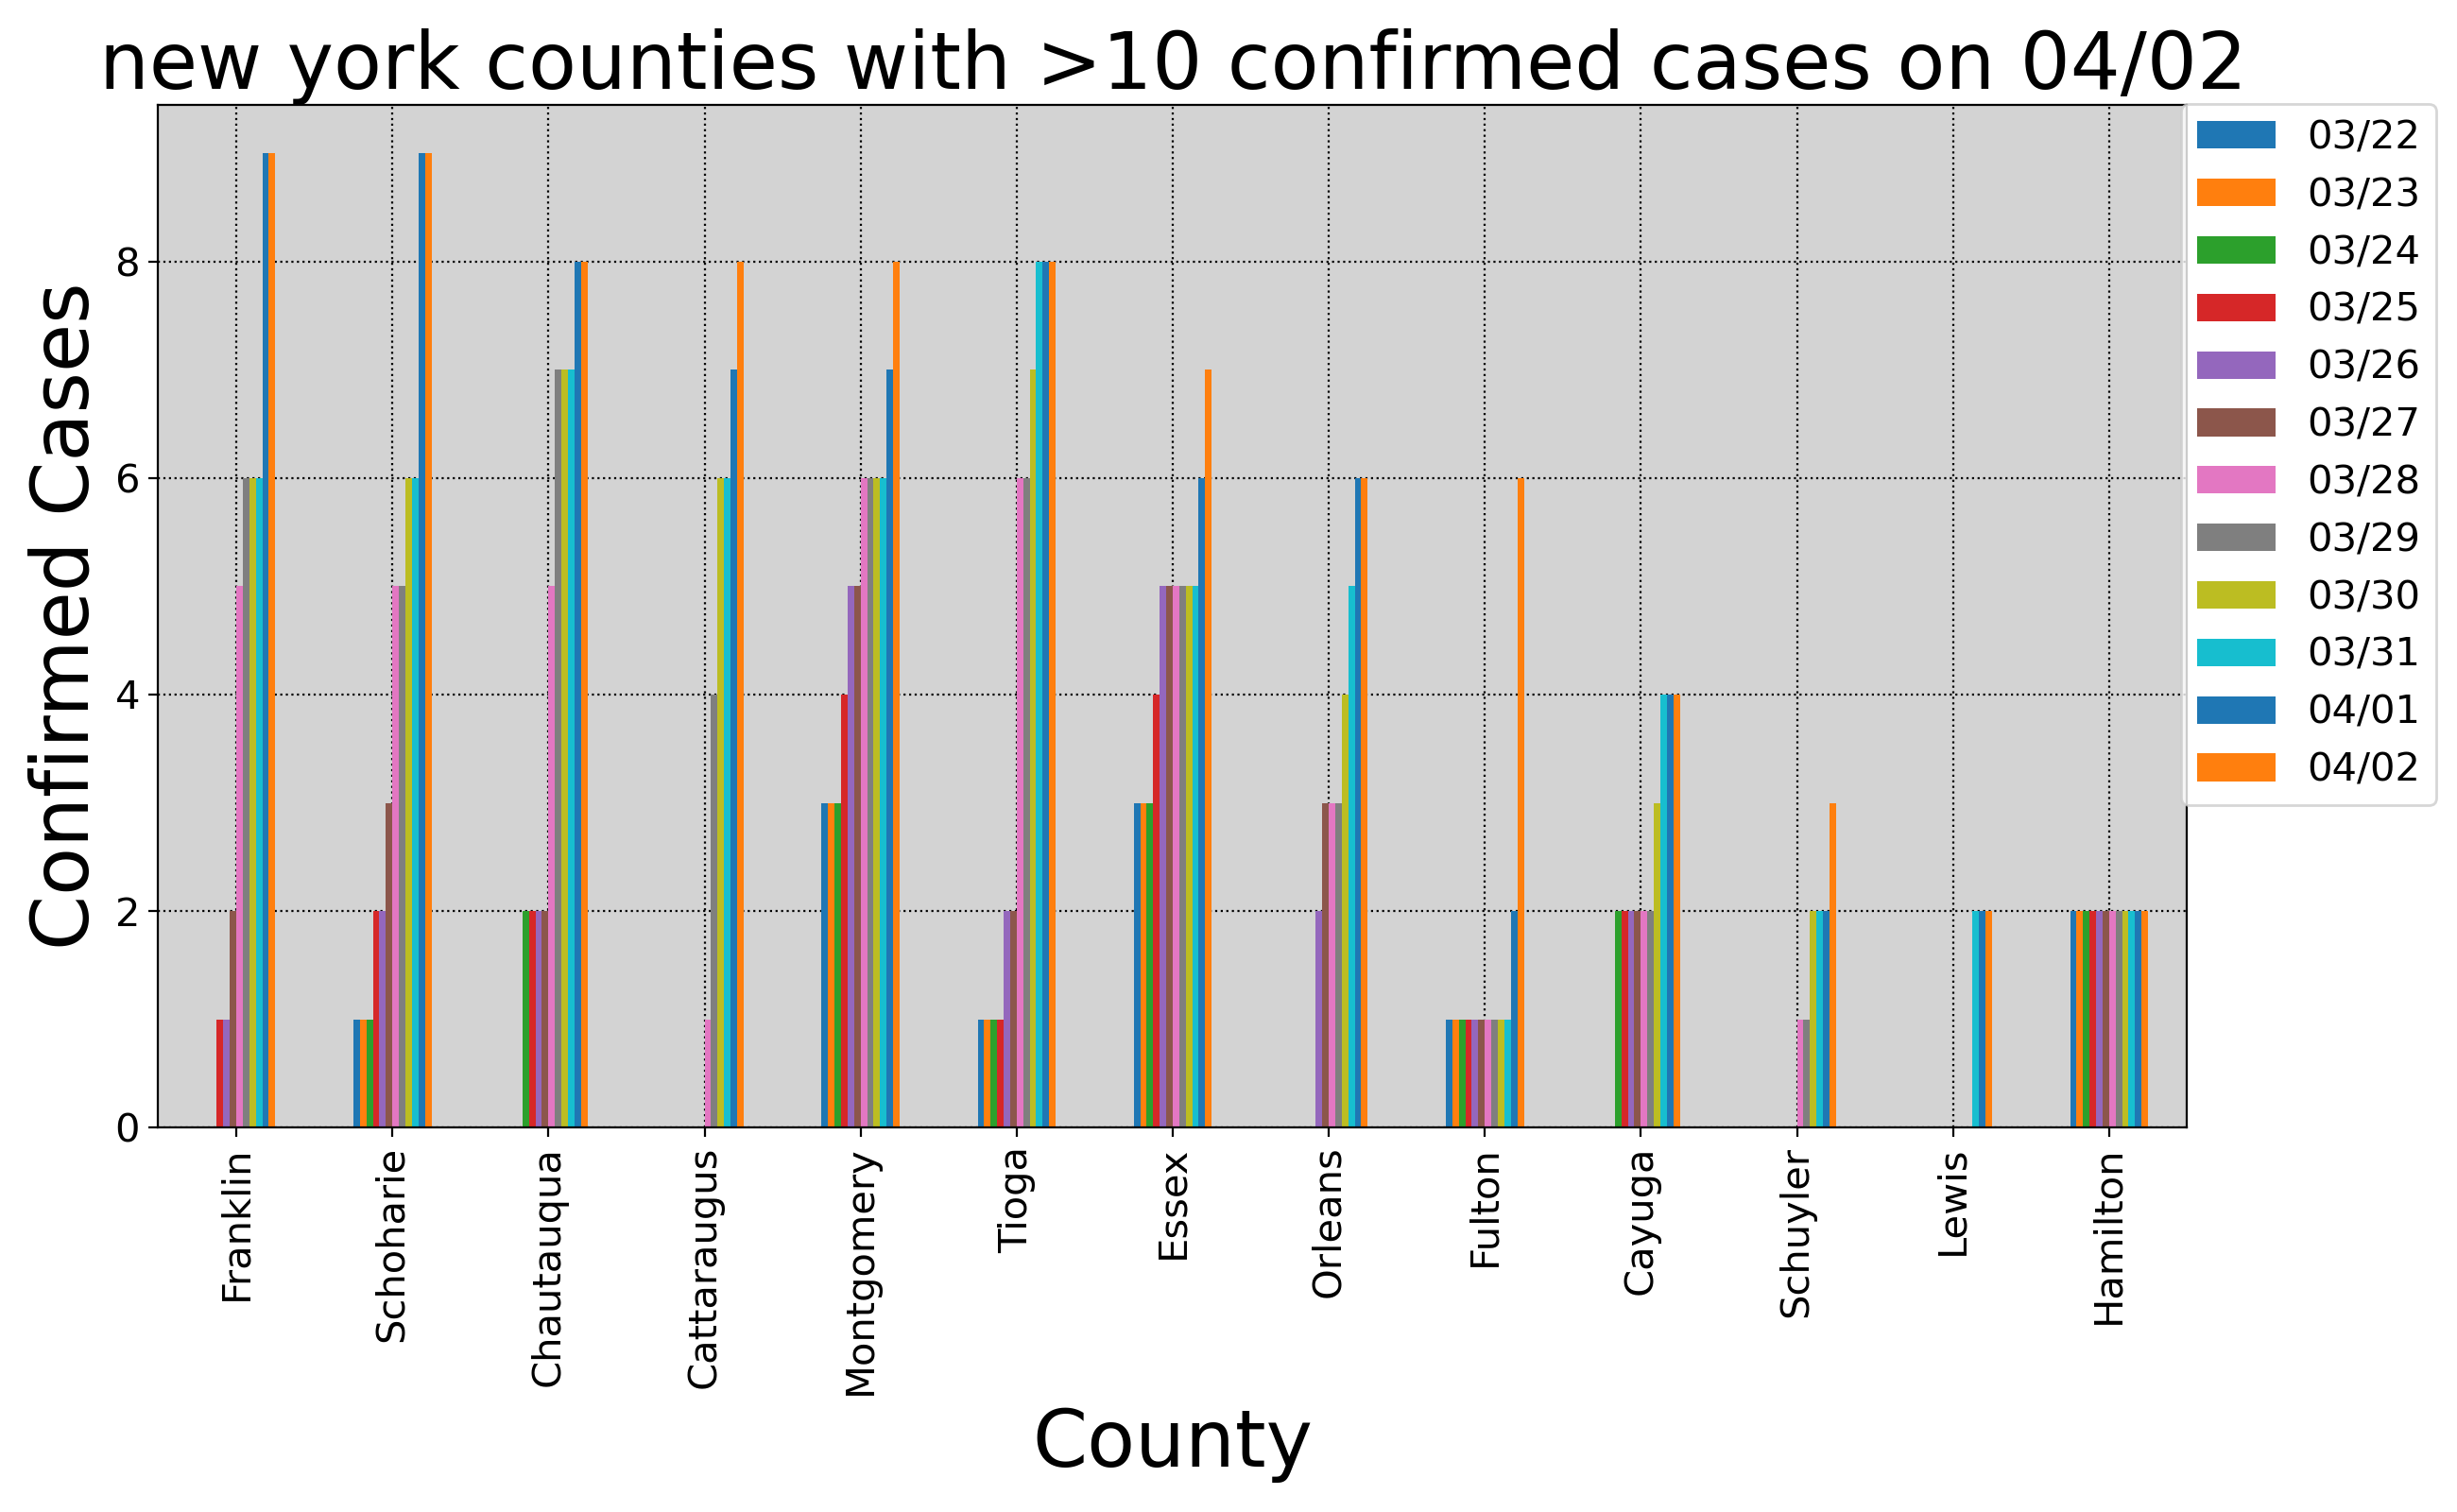 new york counties with >10 confirmed cases on 04/02
Confirmed Cases
8
6
4
2
0
03/22
03/23
03/24
03/25
03/26
03/27
03/28
03/29
03/30
03/31
04/01
04/02
Franklin
Schoharie
Chautauqua
Cattaraugus
Montgomery
Tioga
Essex
Orleans
Fulton
Cayuga
Schuyler
Lewis
Hamilton
County